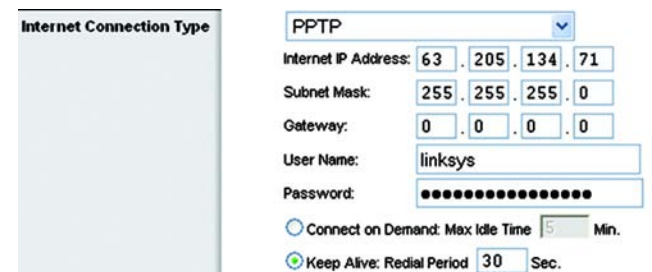 Internet Connection Type
PPTP
Internet IP Address: 63 . 205 . 134 . 71
Subnet Mask: 255 . 255 . 255 . 0
Gateway: 0 . 0 . 0 . 0
User Name: linksys
Password: ●●●●●●●●●●●●●●●●
Connect on Demand: Max Idle Time 5 Min.
Keep Alive: Redial Period 30 Sec.